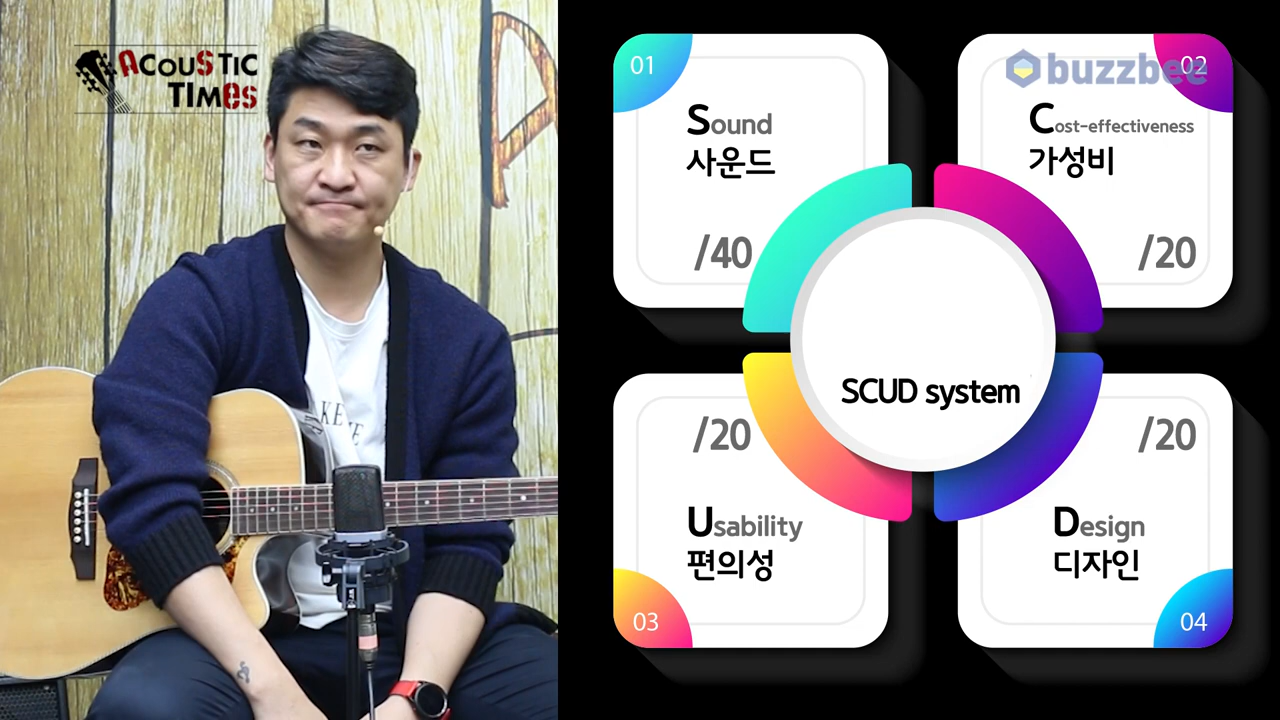 ACOUSTIC
TIMES
01
Sound
사운드
/40
buzzbee
02
Cost-effectiveness
가성비
/20
SCUD system
/20
Usability
편의성
03
/20
Design
디자인
04